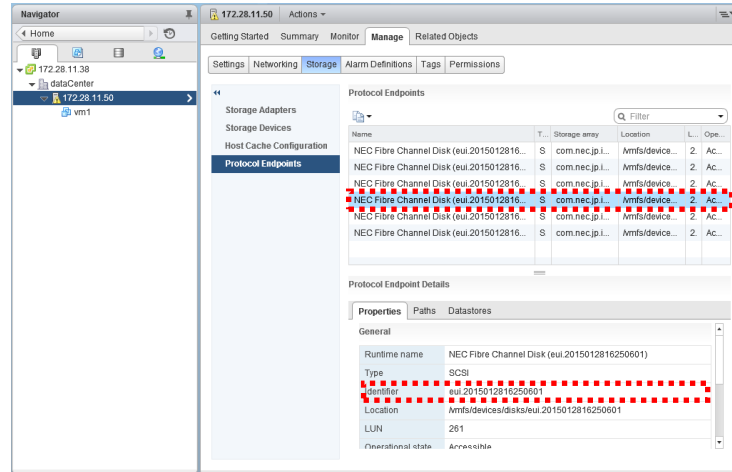 Navigator
Home
172.28.11.38
dataCenter
172.28.11.50
vm1
172.28.11.50 Actions
Getting Started Summary Monitor Manage Related Objects
Settings Networking Storage Alarm Definitions Tags Permissions
Storage Adapters
Storage Devices
Host Cache Configuration
Protocol Endpoints
Protocol Endpoints
Filter
Name T... Storage array Location L... Ope...
NEC Fibre Channel Disk (eui.2015012816... S com.nec.jp.i... /vmfs/device... 2. Ac...
NEC Fibre Channel Disk (eui.2015012816... S com.nec.jp.i... /vmfs/device... 2. Ac...
NEC Fibre Channel Disk (eui.2015012816... S com.nec.jp.i... /vmfs/device... 2. Ac...
NEC Fibre Channel Disk (eui.2015012816... S com.nec.jp.i... /vmfs/device... 2. Ac...
NEC Fibre Channel Disk (eui.2015012816... S com.nec.jp.i... /vmfs/device... 2. Ac...
NEC Fibre Channel Disk (eui.2015012816... S com.nec.jp.i... /vmfs/device... 2. Ac...
Protocol Endpoint Details
Properties Paths Datastores
General
Runtime name NEC Fibre Channel Disk (eui.2015012816250601)
Type SCSI
Identifier eui.2015012816250601
Location /vmfs/devices/disks/eui.2015012816250601
LUN 261
Operational state Accessible